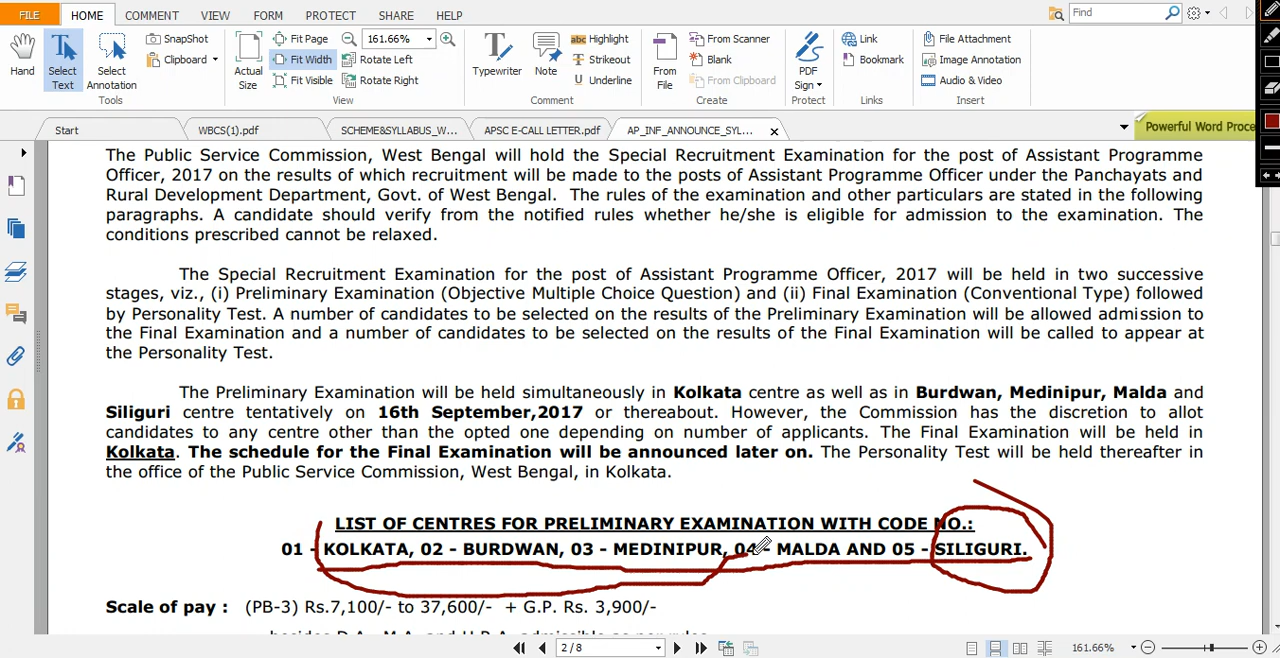 FILE HOME COMMENT VIEW FORM PROTECT SHARE HELP Find
Hand
Select Text
Select Annotation
SnapShot
Clipboard
Tools
Actual Size
Fit Page
Fit Width
Fit Visible
161.66%
Rotate Left
Rotate Right
View
Typewriter
Note
Highlight
Strikeout
Underline
Comment
From File
From Scanner
Blank
From Clipboard
Create
PDF Sign
Protect
Link
Bookmark
Links
File Attachment
Image Annotation
Audio & Video
Insert
Start WBCS(1).pdf SCHEME&SYLLABUS_W... APSC E-CALL LETTER.pdf AP_INF_ANNOUNCE_SYL... Powerful Word Proce
The Public Service Commission, West Bengal will hold the Special Recruitment Examination for the post of Assistant Programme
Officer, 2017 on the results of which recruitment will be made to the posts of Assistant Programme Officer under the Panchayats and
Rural Development Department, Govt. of West Bengal. The rules of the examination and other particulars are stated in the following
paragraphs. A candidate should verify from the notified rules whether he/she is eligible for admission to the examination. The
conditions prescribed cannot be relaxed.
The Special Recruitment Examination for the post of Assistant Programme Officer, 2017 will be held in two successive
stages, viz., (i) Preliminary Examination (Objective Multiple Choice Question) and (ii) Final Examination (Conventional Type) followed
by Personality Test. A number of candidates to be selected on the results of the Preliminary Examination will be allowed admission to
the Final Examination and a number of candidates to be selected on the results of the Final Examination will be called to appear at
the Personality Test.
The Preliminary Examination will be held simultaneously in Kolkata centre as well as in Burdwan, Medinipur, Malda and
Siliguri centre tentatively on 16th September,2017 or thereabout. However, the Commission has the discretion to allot
candidates to any centre other than the opted one depending on number of applicants. The Final Examination will be held in
Kolkata. The schedule for the Final Examination will be announced later on. The Personality Test will be held thereafter in
the office of the Public Service Commission, West Bengal, in Kolkata.
LIST OF CENTRES FOR PRELIMINARY EXAMINATION WITH CODE NO.:
01 - KOLKATA, 02 - BURDWAN, 03 - MEDINIPUR, 04 - MALDA AND 05 - SILIGURI.
Scale of pay : (PB-3) Rs.7,100/- to 37,600/- + G.P. Rs. 3,900/-
2 / 8 161.66%